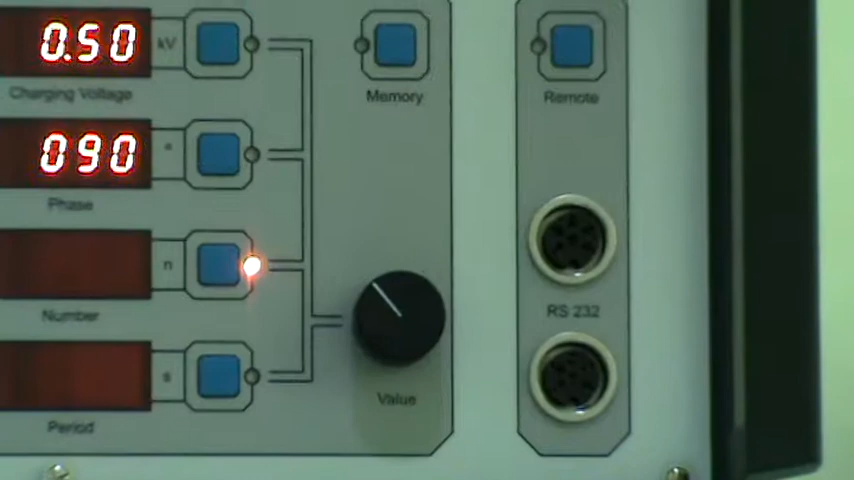 0.50 kV
Charging Voltage
090 °
Phase
n
Number
s
Period
Memory
Value
Remote
RS 232